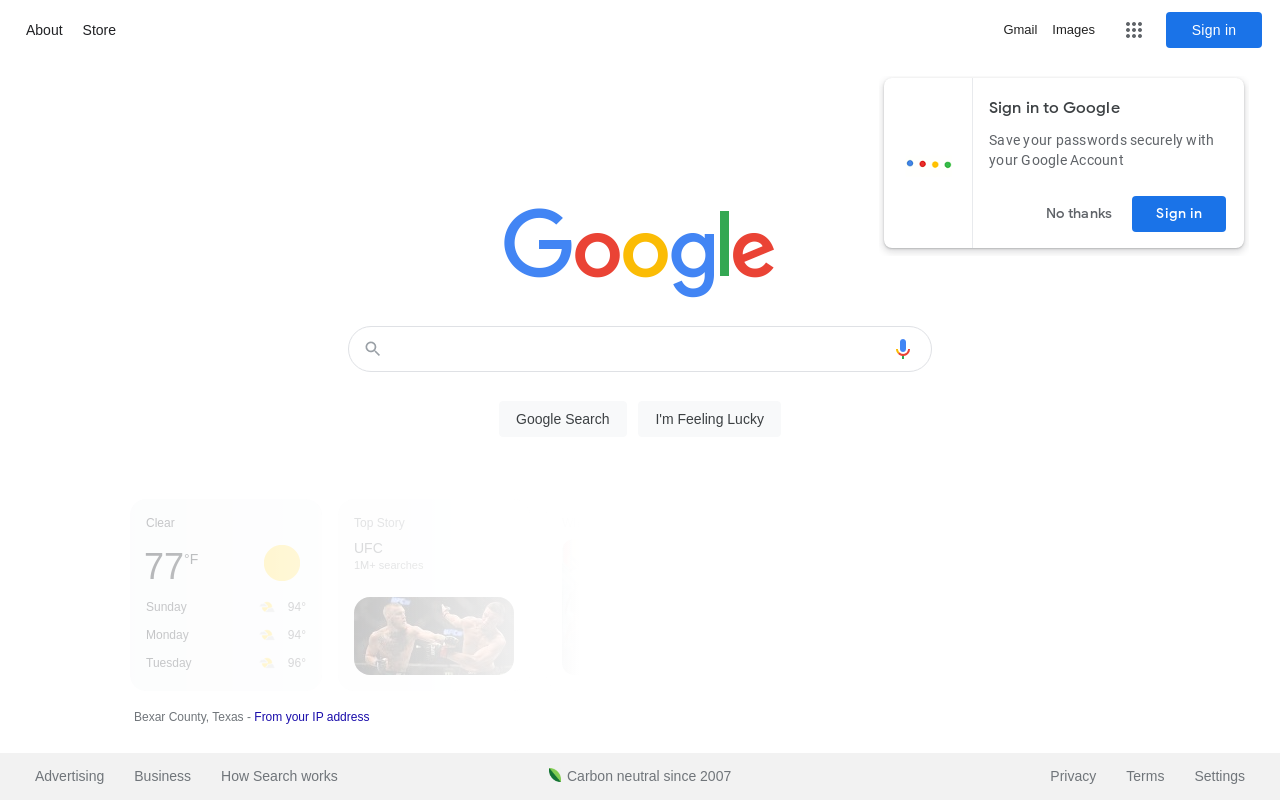 About Store
Gmail Images Sign in
Sign in to Google
Save your passwords securely with
your Google Account
No thanks Sign in
Google
Google Search I'm Feeling Lucky
Clear
77°F
Sunday 94°
Monday 94°
Tuesday 96°
Top Story
UFC
1M+ searches
Bexar County, Texas - From your IP address
Advertising Business How Search works
Carbon neutral since 2007
Privacy Terms Settings